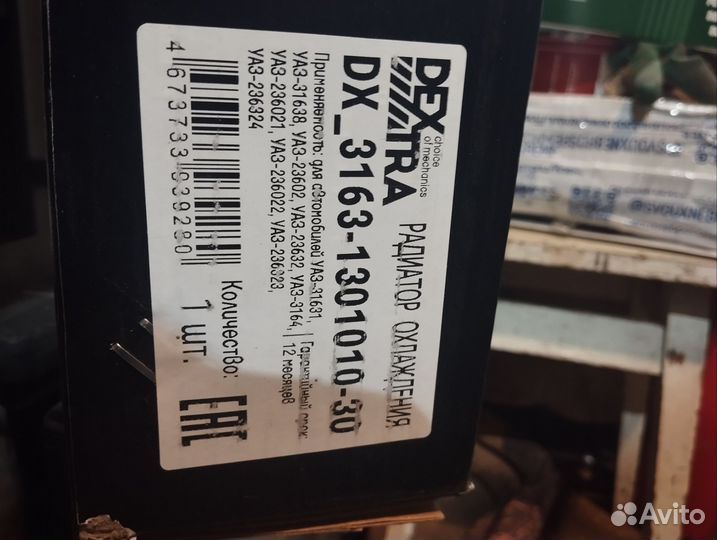 DEXTRA
choice
of mechanics
РАДИАТОР ОХЛАЖДЕНИЯ
DX_3163-1301010-30
Применяемость: для автомобилей УАЗ-31631,
УАЗ-31638, УАЗ-23602, УАЗ-23632, УАЗ-3164,
УАЗ-236021, УАЗ-236022, УАЗ-236323,
УАЗ-236324
Гарантийный срок:
12 месяцев
4 673733 939280
Количество:
1 шт.
EAC
Avito